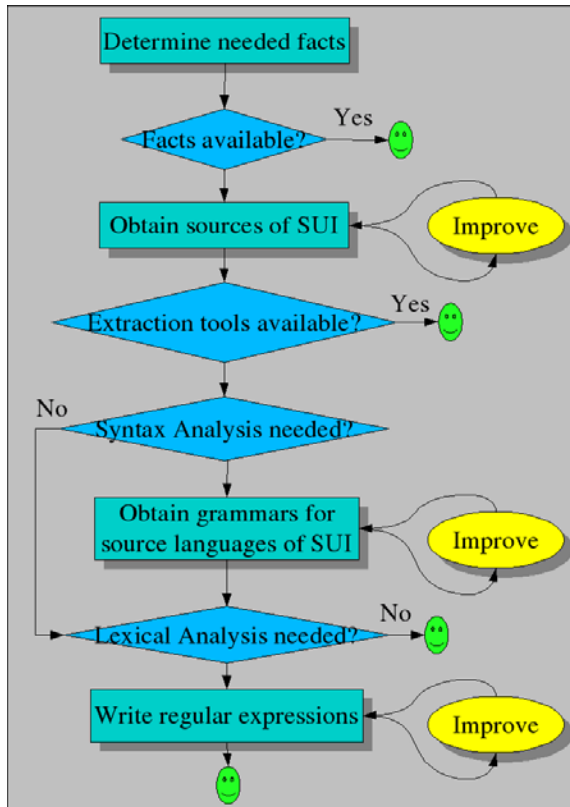 Determine needed facts
Yes
Facts available?
Obtain sources of SUI
Improve
Yes
Extraction tools available?
No
Syntax Analysis needed?
Obtain grammars for
source languages of SUI
Improve
No
Lexical Analysis needed?
Write regular expressions
Improve